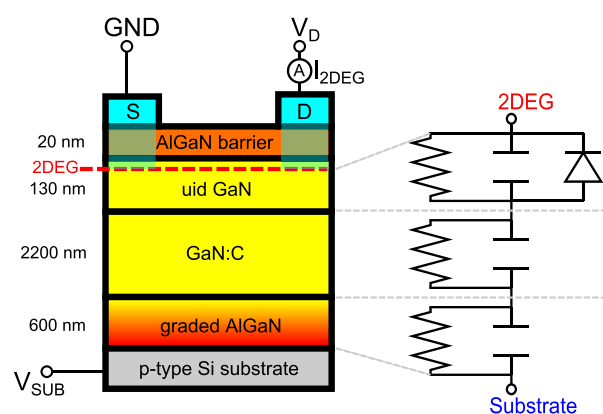 GND
V_D
A
I_2DEG
S
D
20 nm
AlGaN barrier
2DEG
130 nm
uid GaN
2200 nm
GaN:C
600 nm
graded AlGaN
p-type Si substrate
V_SUB
2DEG
Substrate